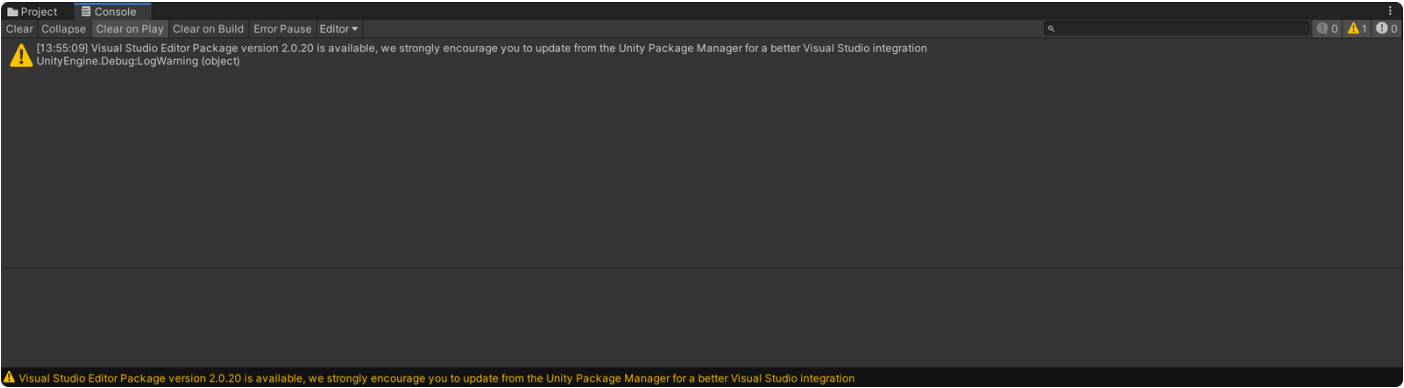 Project Console
Clear Collapse Clear on Play Clear on Build Error Pause Editor 0 1 0
[13:55:09] Visual Studio Editor Package version 2.0.20 is available, we strongly encourage you to update from the Unity Package Manager for a better Visual Studio integration
UnityEngine.Debug:LogWarning (object)
Visual Studio Editor Package version 2.0.20 is available, we strongly encourage you to update from the Unity Package Manager for a better Visual Studio integration